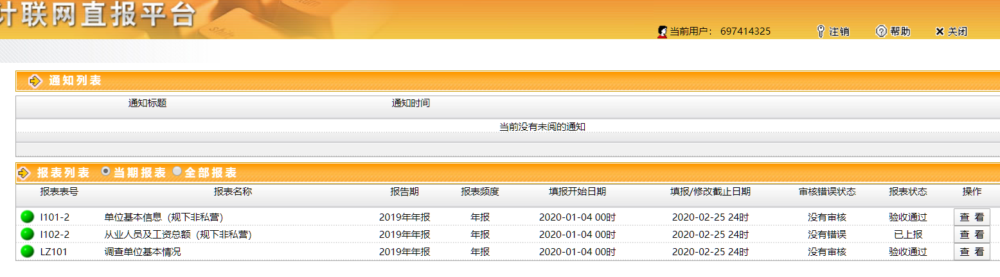 计联网直报平台
当前用户： 697414325 注销 帮助 关闭
通知列表
通知标题 通知时间
当前没有未阅的通知
报表列表 当期报表 全部报表
报表表号 报表名称 报告期 报表频度 填报开始日期 填报/修改截止日期 审核错误状态 报表状态 操作
I101-2 单位基本信息（规下非私营） 2019年年报 年报 2020-01-04 00时 2020-02-25 24时 没有审核 验收通过 查 看
I102-2 从业人员及工资总额（规下非私营） 2019年年报 年报 2020-01-04 00时 2020-02-25 24时 没有错误 已上报 查 看
LZ101 调查单位基本情况 2019年年报 年报 2020-01-04 00时 2020-02-25 24时 没有审核 验收通过 查 看